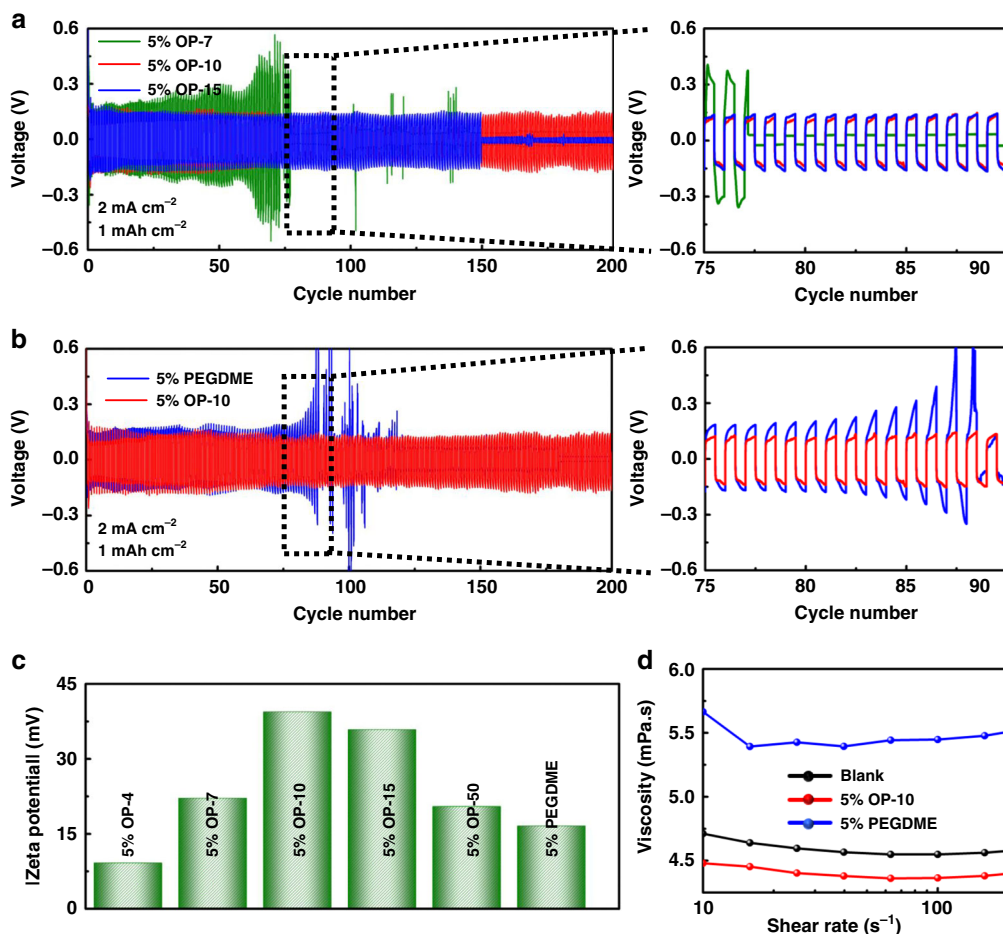 a
0.6
0.3
0.0
−0.3
−0.6
Voltage (V)
5% OP-7
5% OP-10
5% OP-15
2 mA cm⁻²
1 mAh cm⁻²
0 50 100 150 200
Cycle number
0.6
0.3
0.0
−0.3
−0.6
Voltage (V)
75 80 85 90
Cycle number
b
0.6
0.3
0.0
−0.3
−0.6
Voltage (V)
5% PEGDME
5% OP-10
2 mA cm⁻²
1 mAh cm⁻²
0 50 100 150 200
Cycle number
0.6
0.3
0.0
−0.3
−0.6
Voltage (V)
75 80 85 90
Cycle number
c
45
30
15
0
IZeta potentialI (mV)
5% OP-4
5% OP-7
5% OP-10
5% OP-15
5% OP-50
5% PEGDME
d
6.0
5.5
5.0
4.5
Viscosity (mPa.s)
Blank
5% OP-10
5% PEGDME
10 100
Shear rate (s⁻¹)